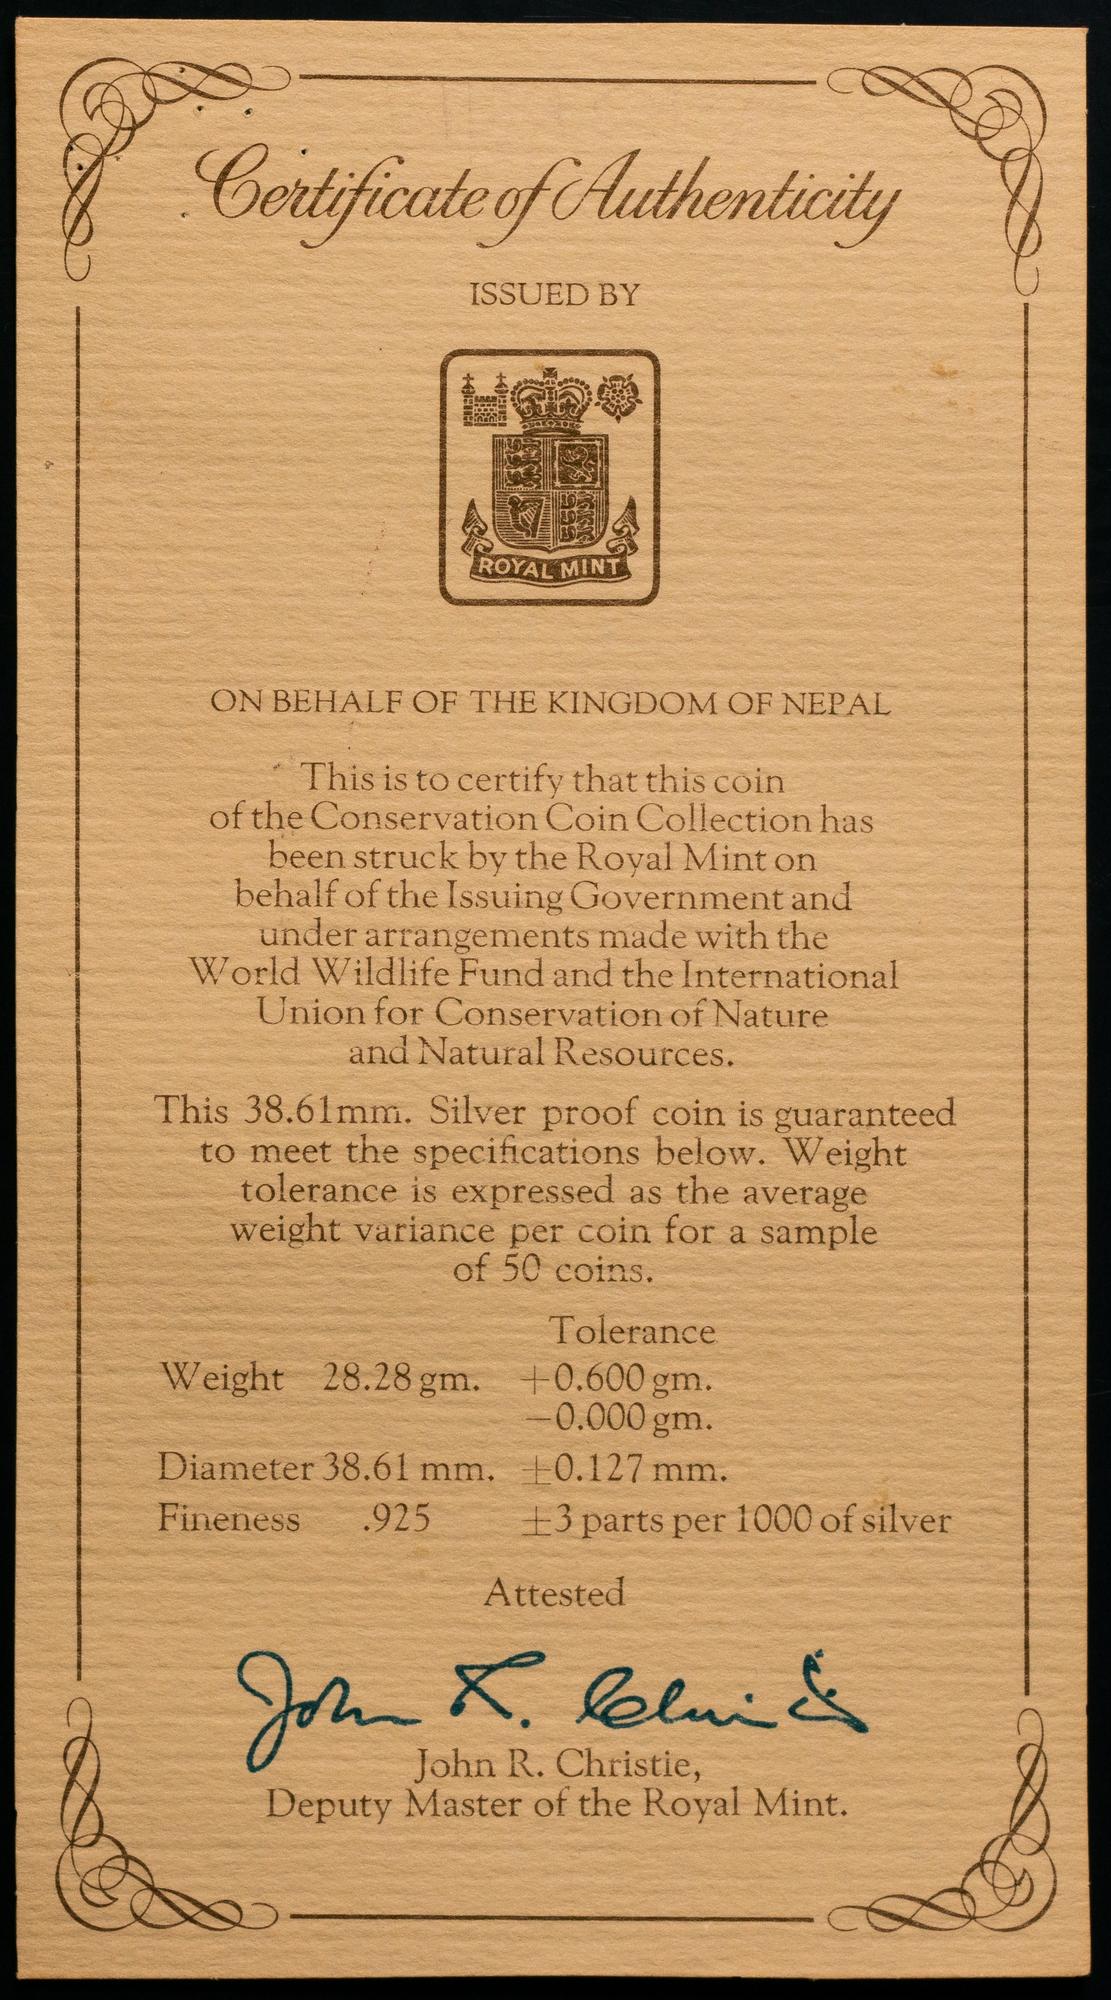 Certificate of Authenticity
ISSUED BY
ROYAL MINT
ON BEHALF OF THE KINGDOM OF NEPAL
This is to certify that this coin
of the Conservation Coin Collection has
been struck by the Royal Mint on
behalf of the Issuing Government and
under arrangements made with the
World Wildlife Fund and the International
Union for Conservation of Nature
and Natural Resources.
This 38.61mm. Silver proof coin is guaranteed
to meet the specifications below. Weight
tolerance is expressed as the average
weight variance per coin for a sample
of 50 coins.
Tolerance
Weight 28.28 gm. +0.600 gm.
−0.000 gm.
Diameter 38.61 mm. ±0.127 mm.
Fineness .925 ±3 parts per 1000 of silver
Attested
John R. Christie
John R. Christie,
Deputy Master of the Royal Mint.